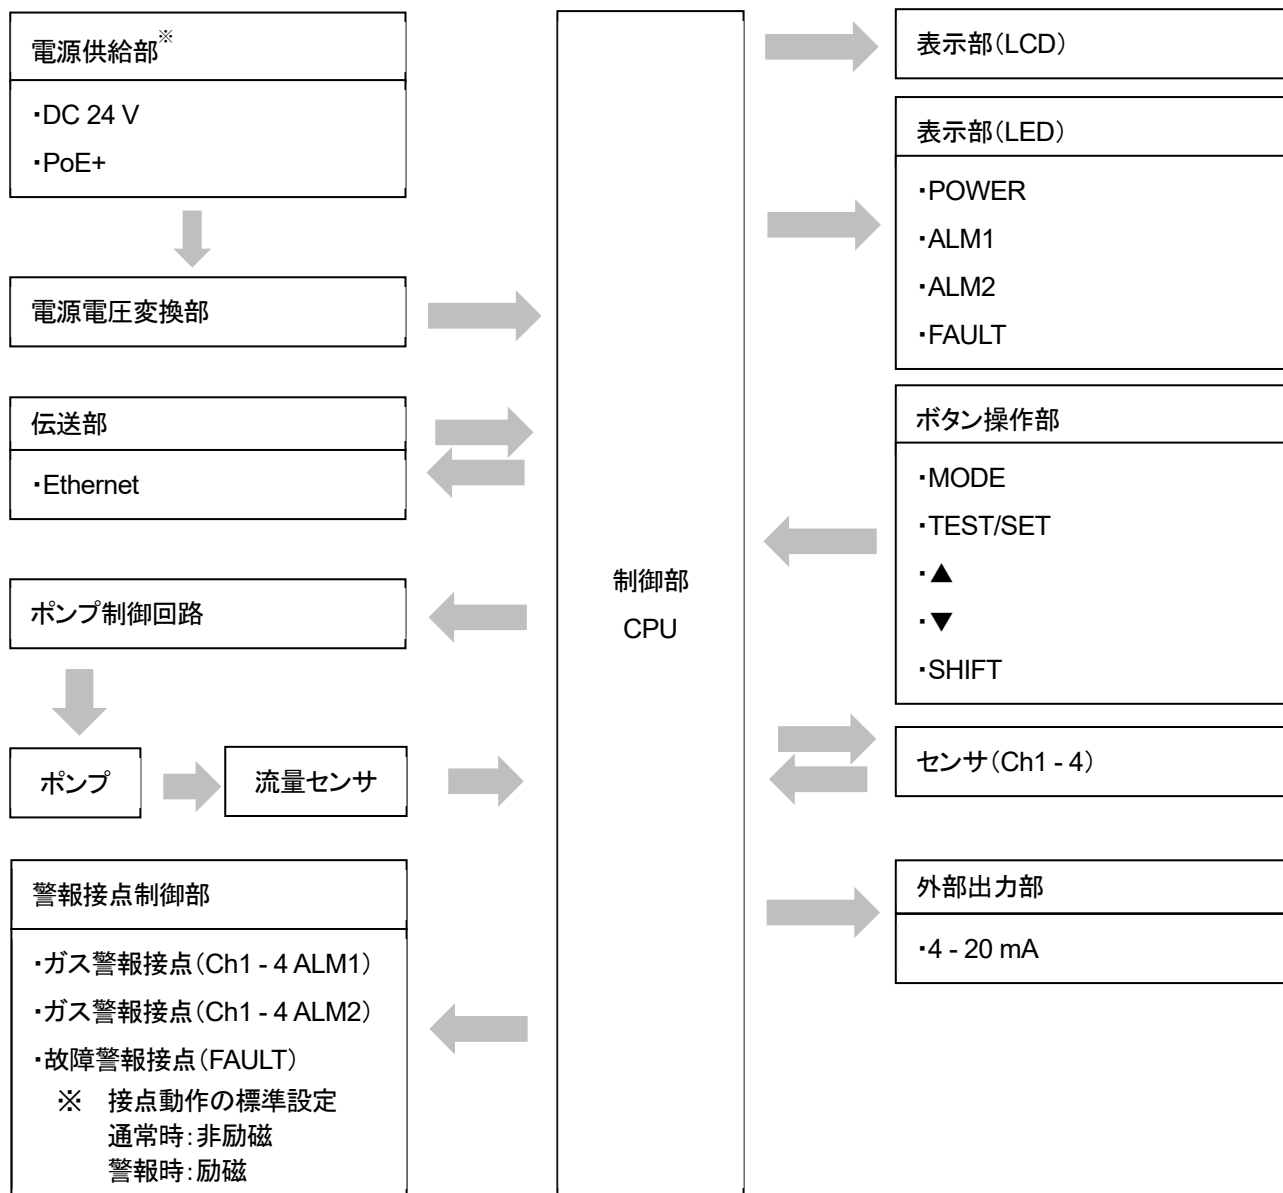 電源供給部※
・DC 24 V
・PoE+
電源電圧変換部
伝送部
・Ethernet
ポンプ制御回路
ポンプ
流量センサ
警報接点制御部
・ガス警報接点（Ch1 - 4 ALM1）
・ガス警報接点（Ch1 - 4 ALM2）
・故障警報接点（FAULT）
※ 接点動作の標準設定
通常時：非励磁
警報時：励磁
制御部
CPU
表示部（LCD）
表示部（LED）
・POWER
・ALM1
・ALM2
・FAULT
ボタン操作部
・MODE
・TEST/SET
・▲
・▼
・SHIFT
センサ（Ch1 - 4）
外部出力部
・4 - 20 mA